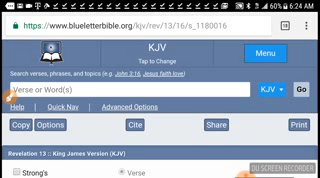 60% 6:24 AM
https://www.blueletterbible.org/kjv/rev/13/16/s_1180016
18
KJV
Tap to Change
Menu
Search verses, phrases, and topics (e.g. John 3:16, Jesus faith love)
Verse or Word(s)
KJV
Go
Help | Quick Nav | Advanced Options
Copy Options Cite Share Print
Revelation 13 :: King James Version (KJV)
Strong's Verse
DU SCREEN RECORDER